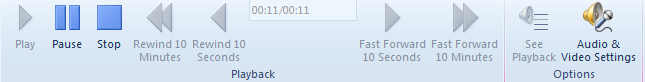 00:11/00:11
Play
Pause
Stop
Rewind 10
Minutes
Rewind 10
Seconds
Fast Forward
10 Seconds
Fast Forward
10 Minutes
See
Playback
Audio &
Video Settings
Playback
Options